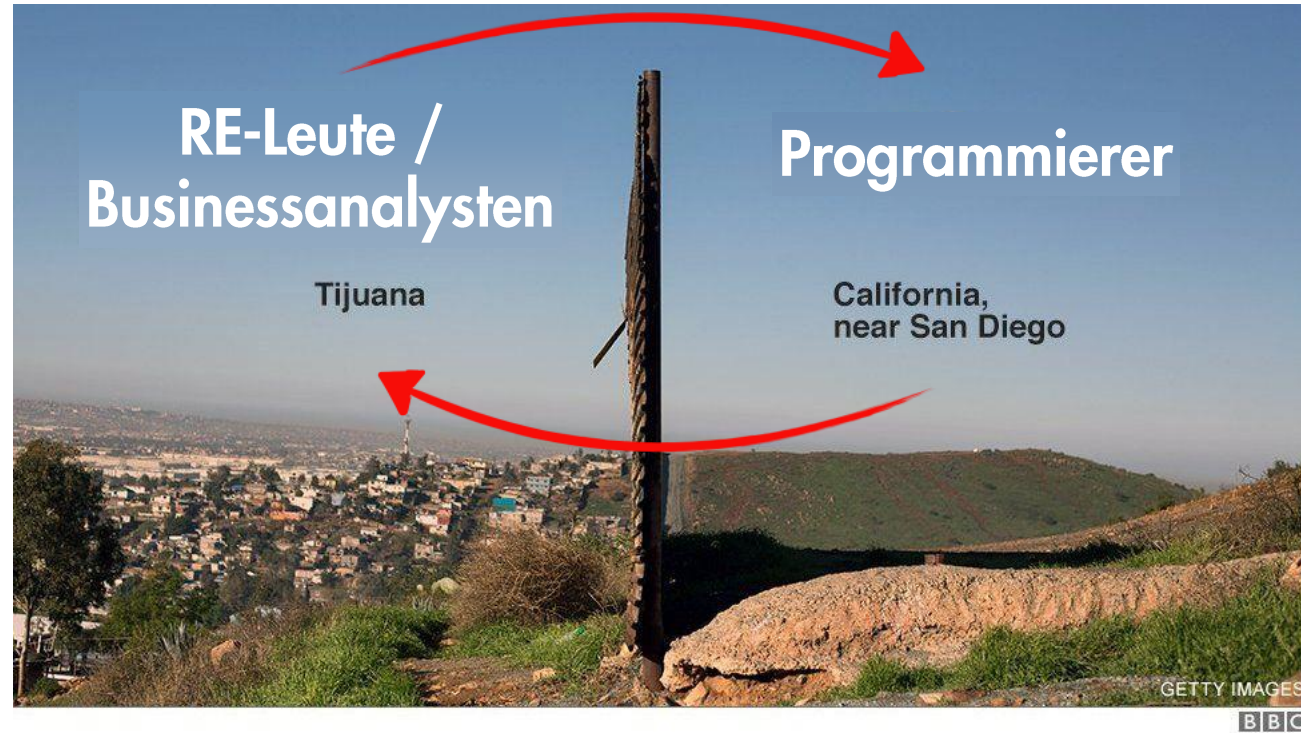 RE-Leute /
Businessanalysten
Programmierer
Tijuana
California,
near San Diego
GETTY IMAGES
BBC